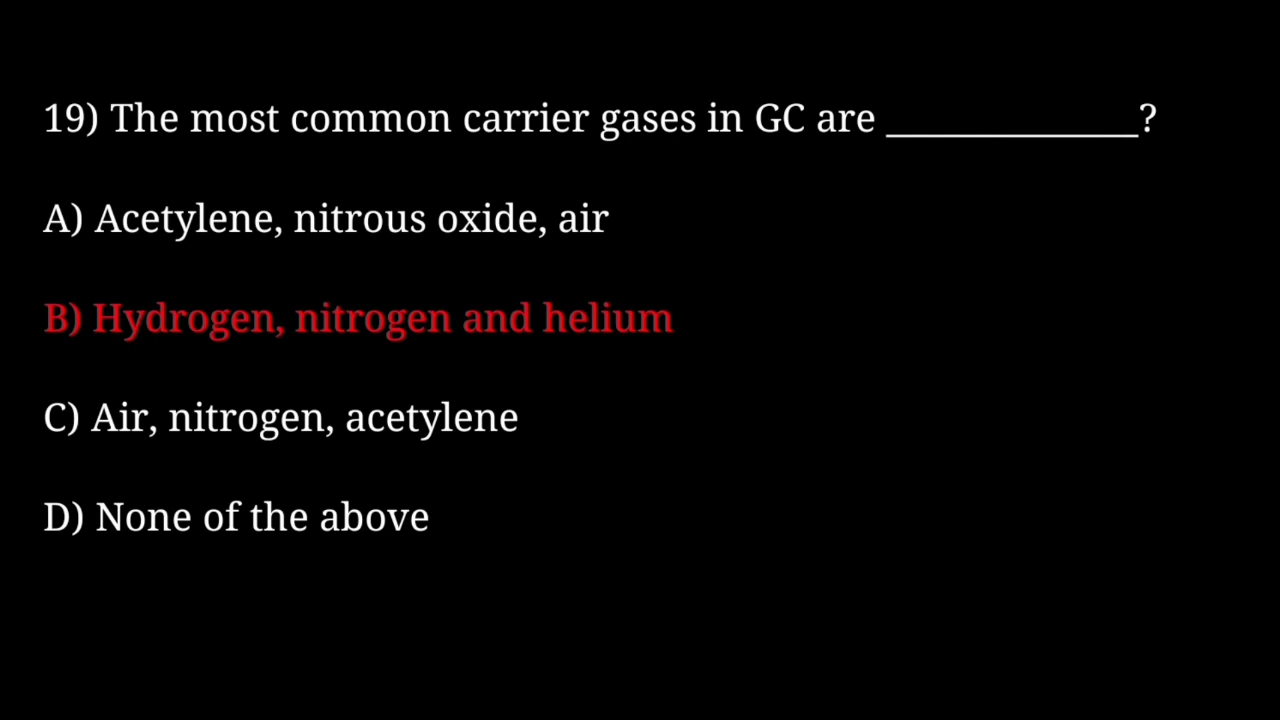 19) The most common carrier gases in GC are ______________?
A) Acetylene, nitrous oxide, air
B) Hydrogen, nitrogen and helium
C) Air, nitrogen, acetylene
D) None of the above